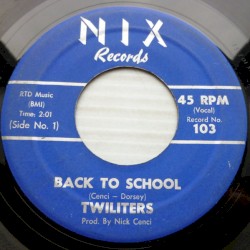 NIX
Records
RTD Music
(BMI)
Time: 2:01
(Side No. 1)
45 RPM
(Vocal)
Record No.
103
BACK TO SCHOOL
(Cenci - Dorsey)
TWILITERS
Prod. By Nick Cenci